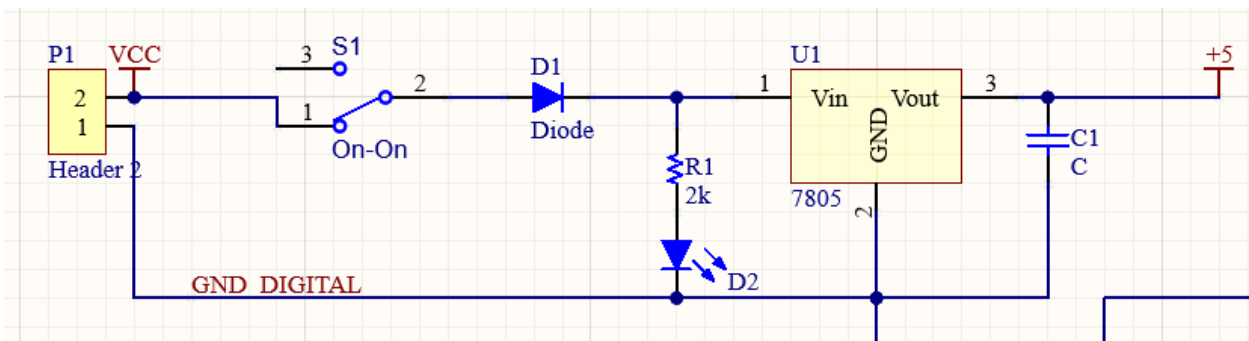 P1
VCC
2
1
Header 2
3
S1
1
2
On-On
D1
Diode
R1
2k
D2
GND DIGITAL
U1
1
Vin
Vout
GND
3
2
7805
+5
C1
C